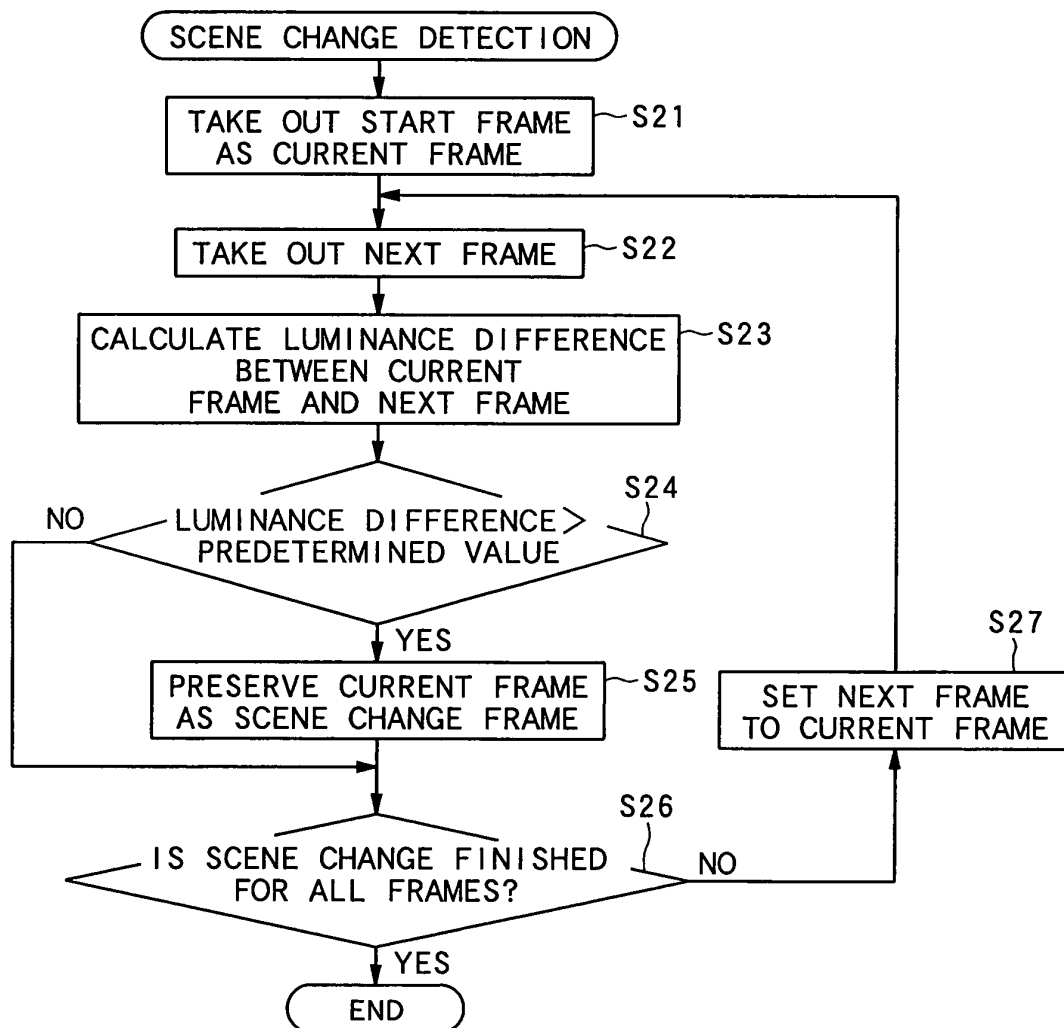 SCENE CHANGE DETECTION
TAKE OUT START FRAME
AS CURRENT FRAME
S21
TAKE OUT NEXT FRAME
S22
CALCULATE LUMINANCE DIFFERENCE
BETWEEN CURRENT
FRAME AND NEXT FRAME
S23
LUMINANCE DIFFERENCE>
PREDETERMINED VALUE
S24
NO
YES
PRESERVE CURRENT FRAME
AS SCENE CHANGE FRAME
S25
S27
SET NEXT FRAME
TO CURRENT FRAME
IS SCENE CHANGE FINISHED
FOR ALL FRAMES?
S26
NO
YES
END